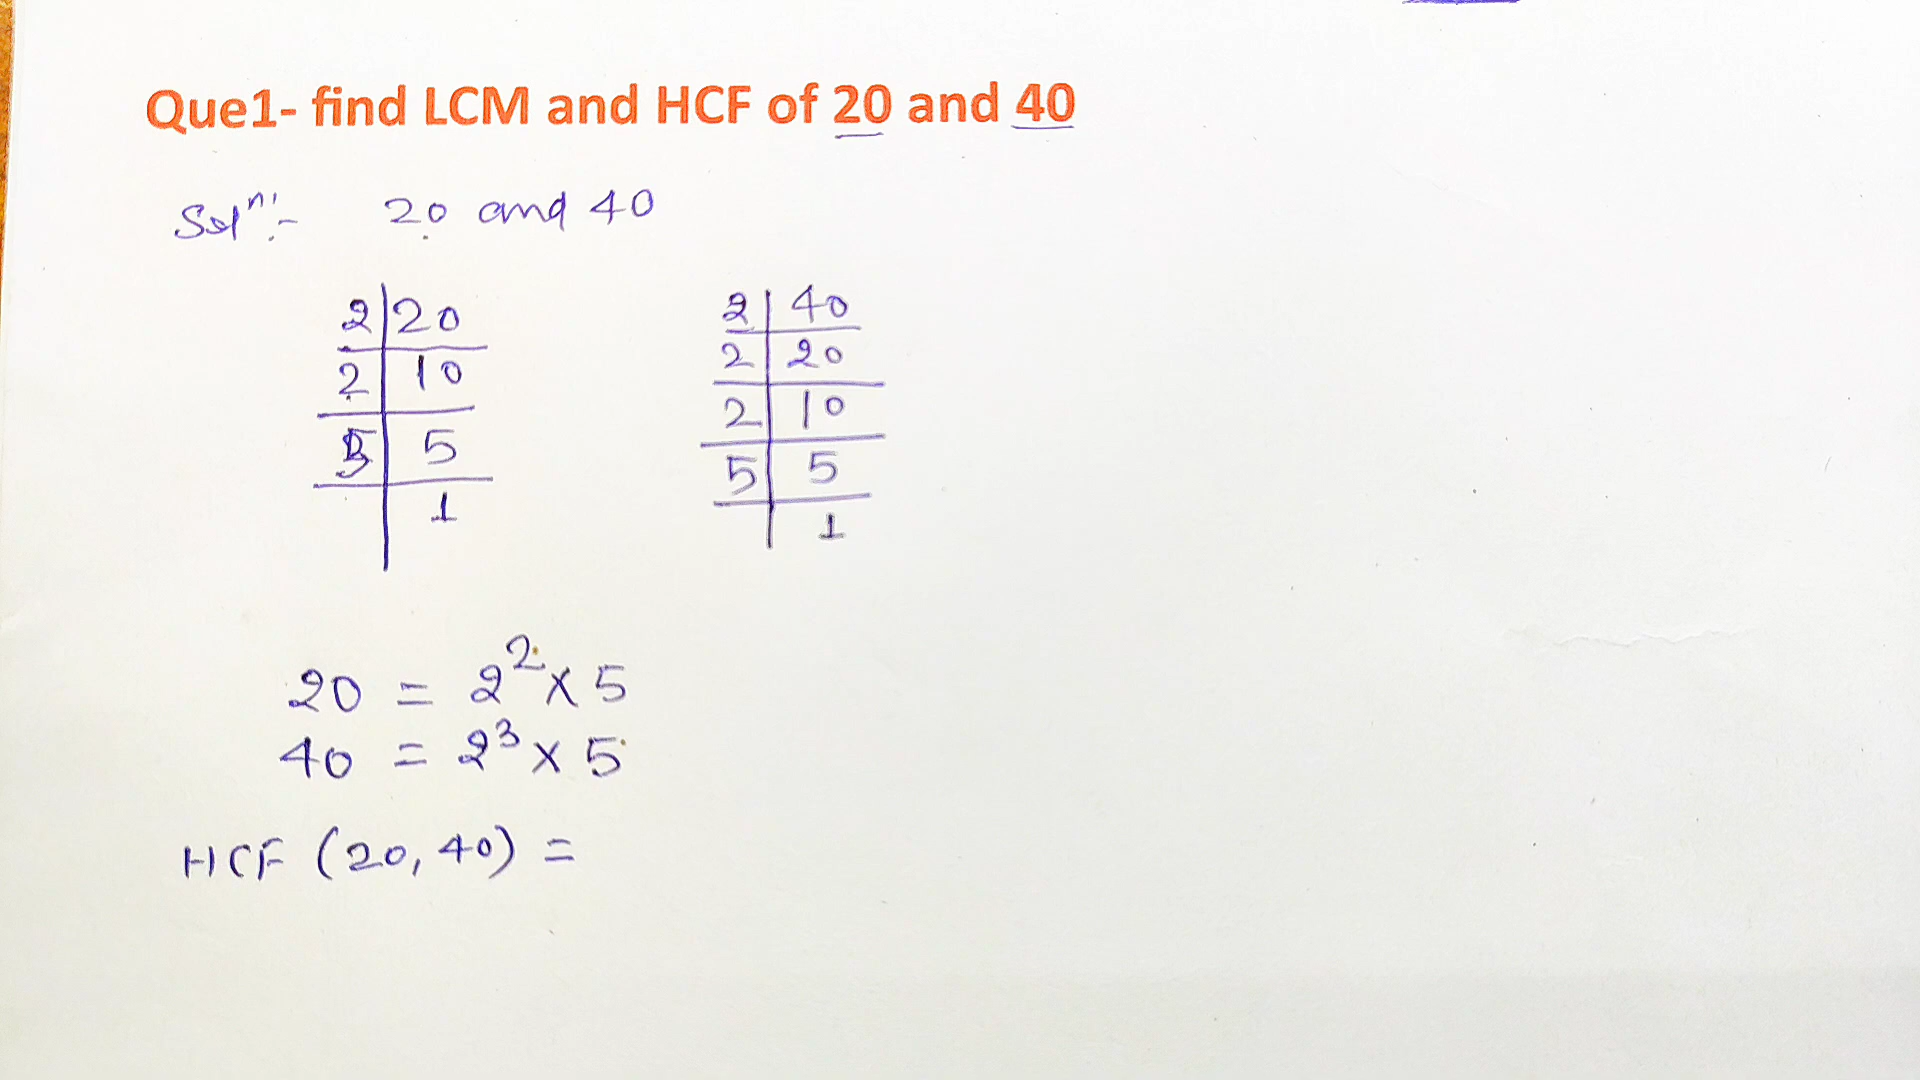 Que1- find LCM and HCF of 20 and 40
Solⁿ:- 20 and 40
2 | 20
2 | 10
5 | 5
1
2 | 40
2 | 20
2 | 10
5 | 5
1
20 = 2² × 5
40 = 2³ × 5
HCF (20, 40) =